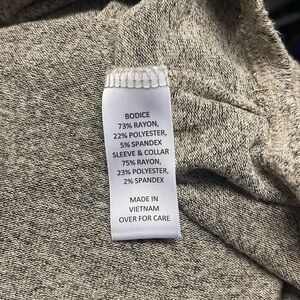 BODICE
73% RAYON,
22% POLYESTER,
5% SPANDEX
SLEEVE & COLLAR
75% RAYON,
23% POLYESTER,
2% SPANDEX
MADE IN
VIETNAM
OVER FOR CARE